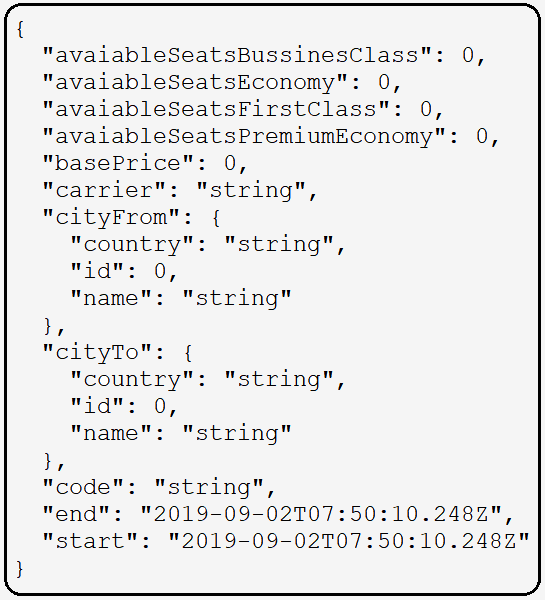 {
  "avaiableSeatsBussinesClass": 0,
  "avaiableSeatsEconomy": 0,
  "avaiableSeatsFirstClass": 0,
  "avaiableSeatsPremiumEconomy": 0,
  "basePrice": 0,
  "carrier": "string",
  "cityFrom": {
    "country": "string",
    "id": 0,
    "name": "string"
  },
  "cityTo": {
    "country": "string",
    "id": 0,
    "name": "string"
  },
  "code": "string",
  "end": "2019-09-02T07:50:10.248Z",
  "start": "2019-09-02T07:50:10.248Z"
}